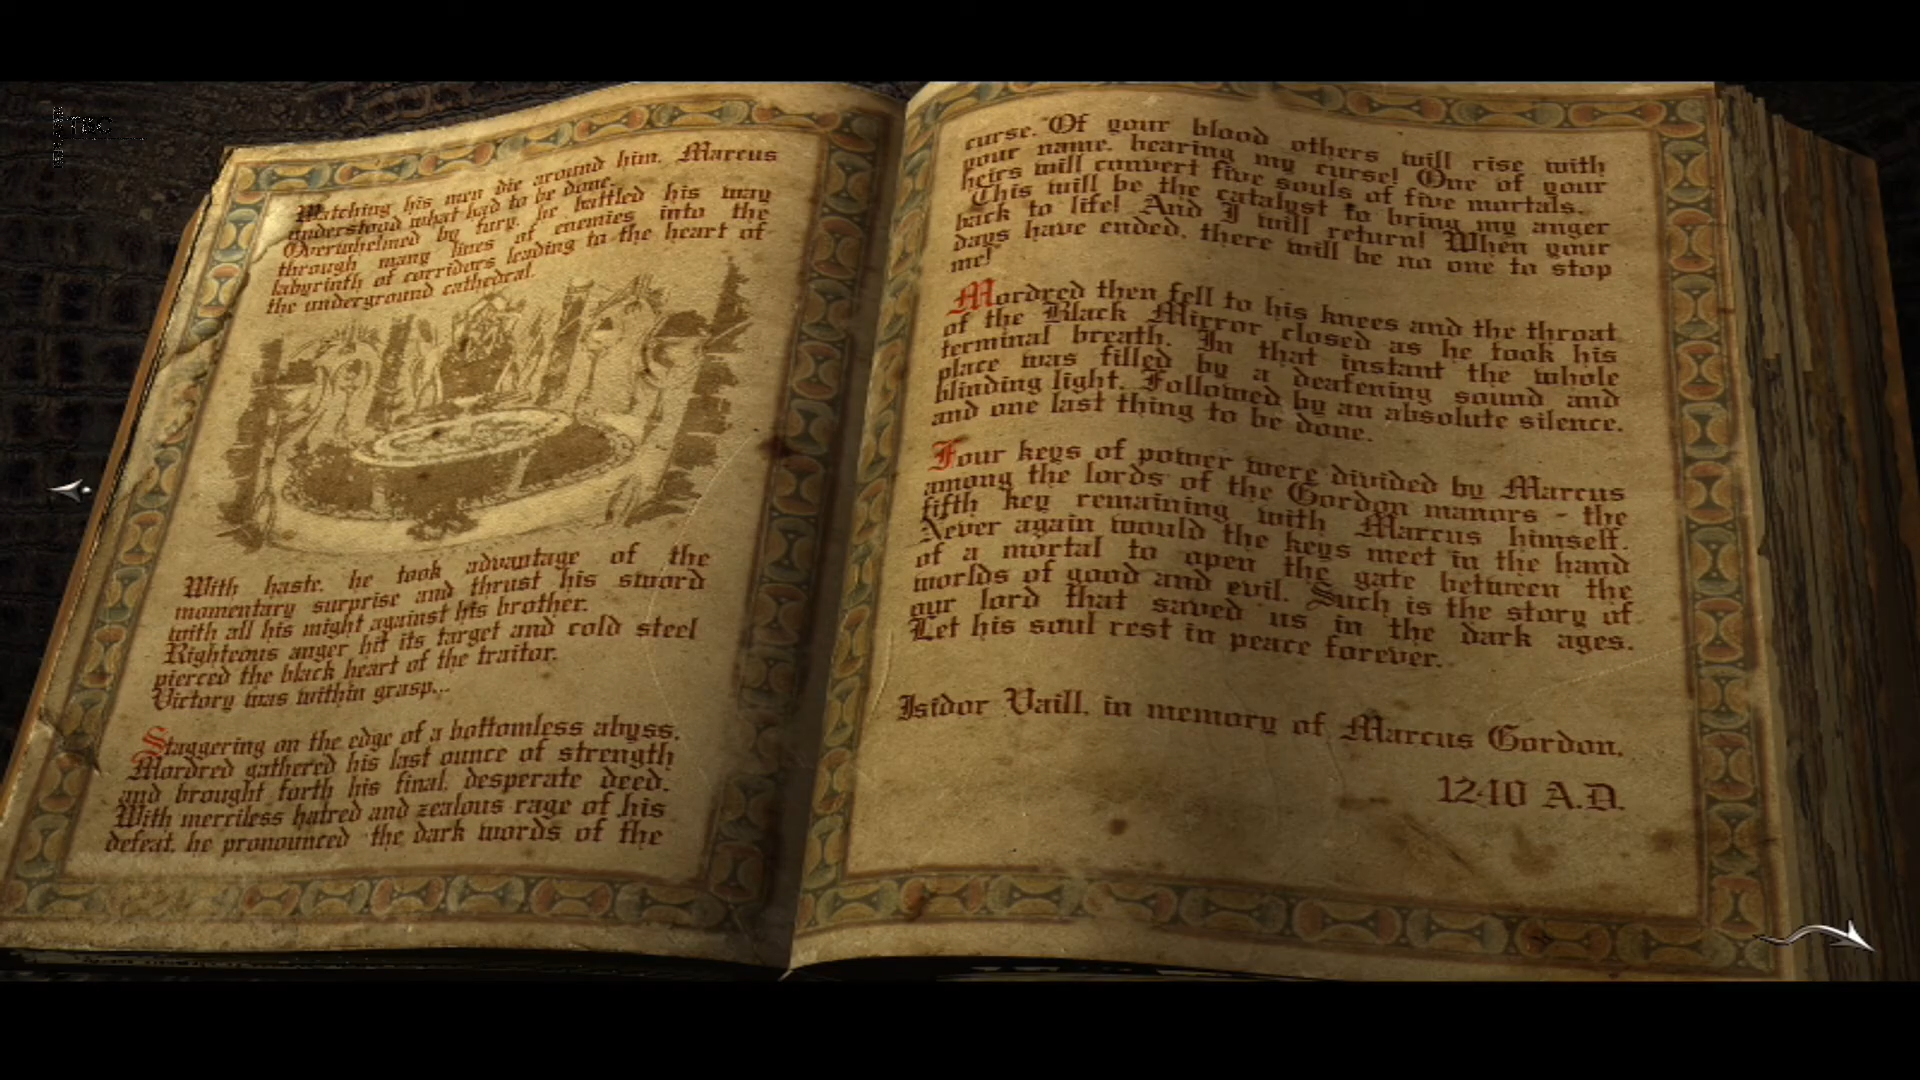 Watching his men die around him, Marcus
understood what had to be done.
Overwhelmed by fury, he battled his way
through many lines of enemies into the
labyrinth of corridors leading to the heart of
the underground cathedral.
With haste, he took advantage of the
momentary surprise and thrust his sword
with all his might against his brother.
Righteous anger hit its target and cold steel
pierced the black heart of the traitor.
Victory was within grasp...
Staggering on the edge of a bottomless abyss,
Mordred gathered his last ounce of strength
and brought forth his final, desperate deed.
With merciless hatred and zealous rage of his
defeat, he pronounced the dark words of the
curse. "Of your blood others will rise with
your name, bearing my curse! One of your
heirs will convert five souls of five mortals.
This will be the catalyst to bring my anger
back to life! And I will return! When your
days have ended, there will be no one to stop
me!"
Mordred then fell to his knees and the throat
of the Black Mirror closed as he took his
terminal breath. In that instant the whole
place was filled by a deafening sound and
blinding light. Followed by an absolute silence.
and one last thing to be done.
Four keys of power were divided by Marcus
among the lords of the Gordon manors - the
fifth key remaining with Marcus himself.
Never again would the keys meet in the hand
of a mortal to open the gate between the
worlds of good and evil. Such is the story of
our lord that saved us in the dark ages.
Let his soul rest in peace forever.
Isidor Vaill, in memory of Marcus Gordon,
1240 A.D.